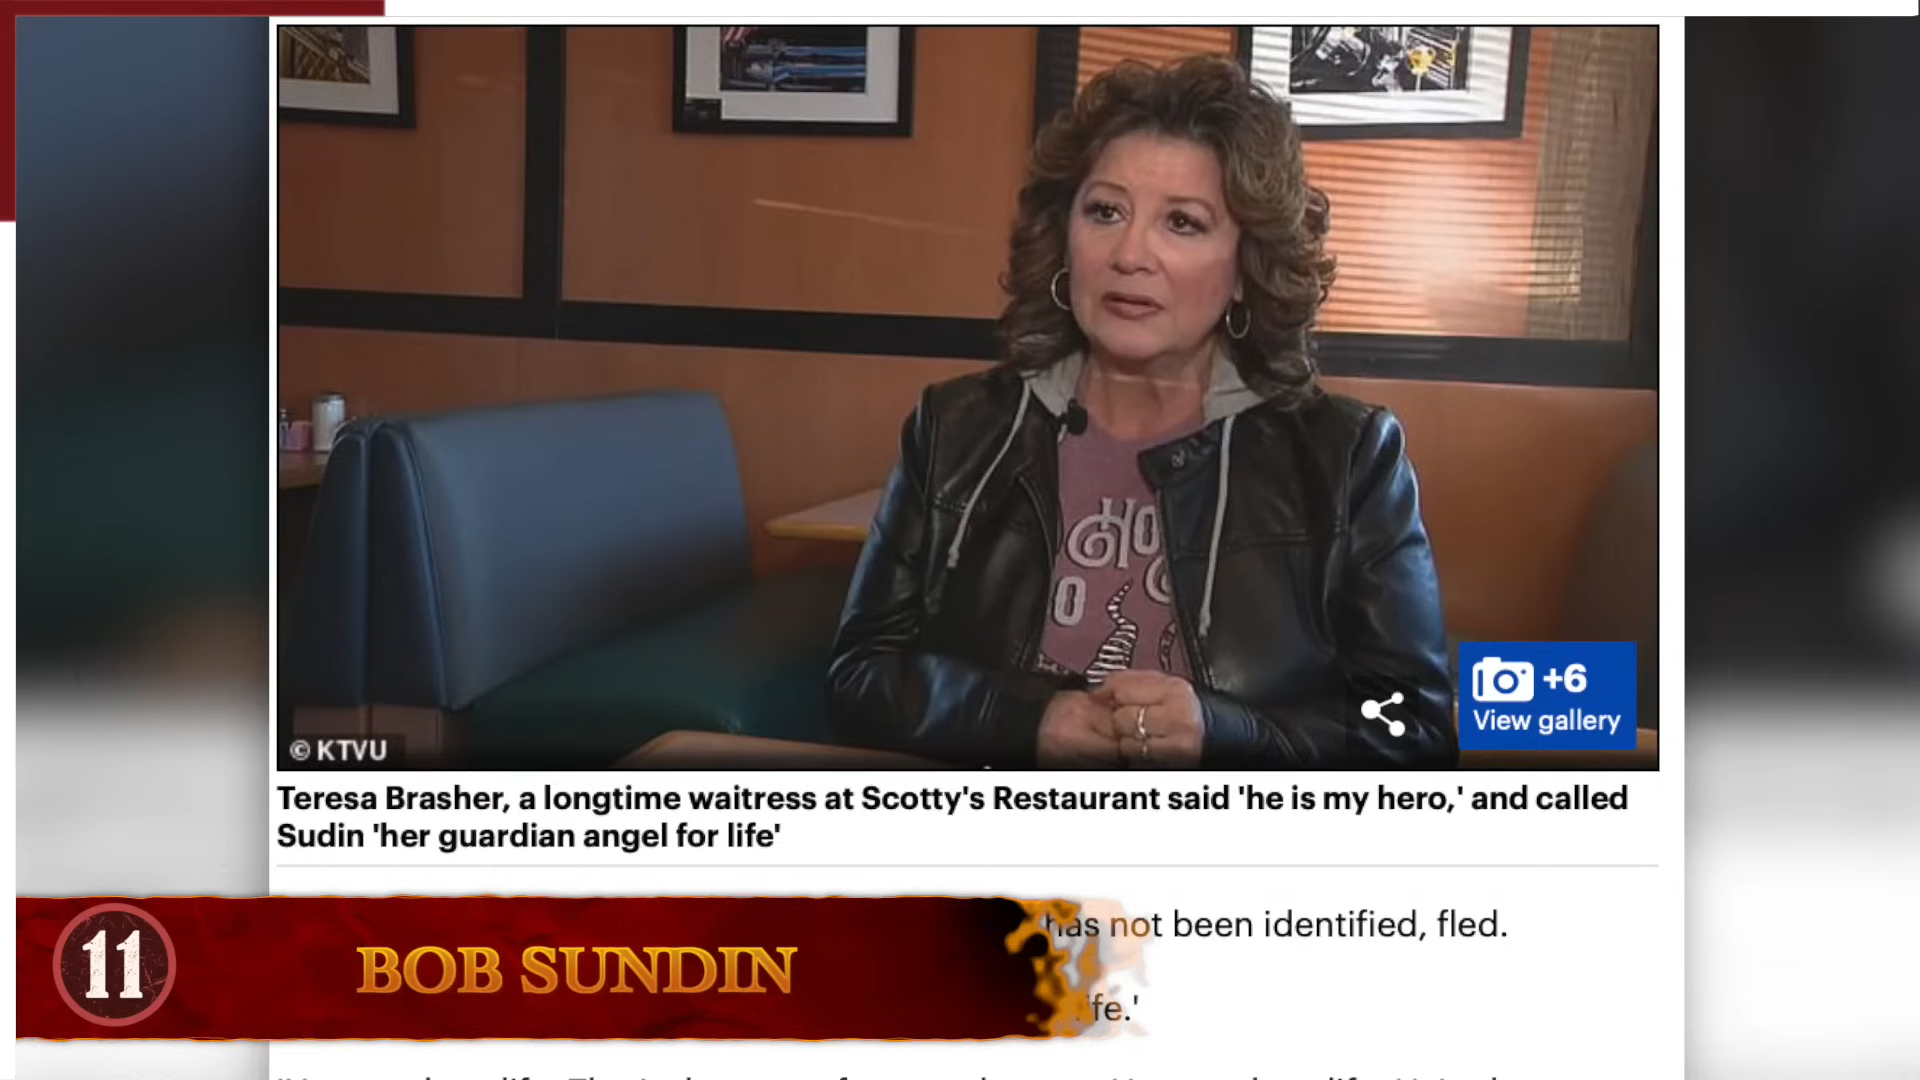 HO
+6
View gallery
© KTVU
Teresa Brasher, a longtime waitress at Scotty's Restaurant said 'he is my hero,' and called
Sudin 'her guardian angel for life'
has not been identified, fled.
11
BOB SUNDIN